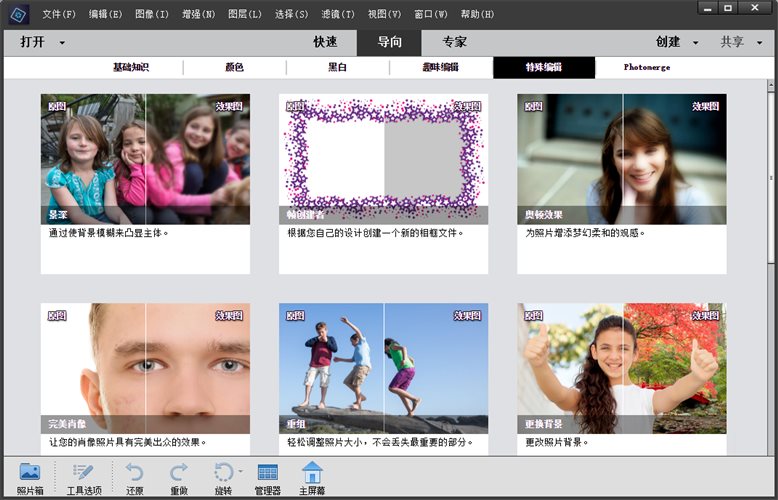 文件(F) 编辑(E) 图像(I) 增强(N) 图层(L) 选择(S) 滤镜(T) 视图(V) 窗口(W) 帮助(H)
打开 快速 导向 专家 创建 共享
基础知识 颜色 黑白 趣味编辑 特殊编辑 Photomerge
原图 效果图 原图 效果图 原图 效果图
景深 帧创建者 奥顿效果
通过使背景模糊来凸显主体。 根据您自己的设计创建一个新的相框文件。 为照片增添梦幻柔和的观感。
原图 效果图 原图 效果图 原图 效果图
完美肖像 重组 更换背景
让您的肖像照片具有完美出众的效果。 轻松调整照片大小，不会丢失最重要的部分。 更改照片背景。
照片箱 工具选项 还原 重做 旋转 管理器 主屏幕